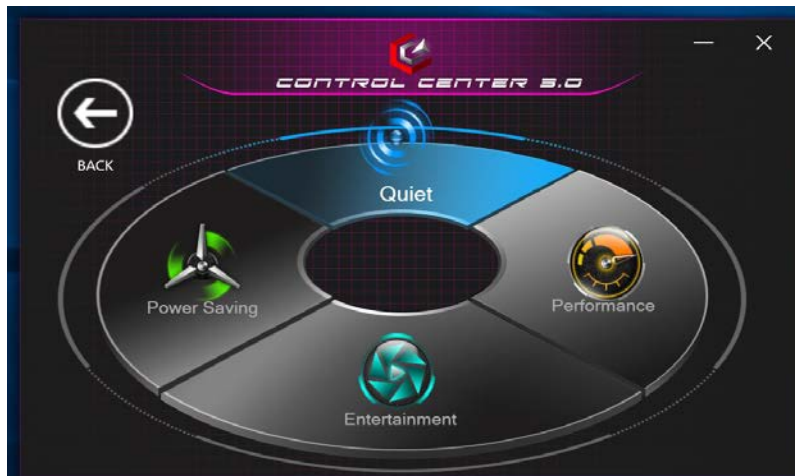 CONTROL CENTER 3.0
BACK
Quiet
Power Saving
Performance
Entertainment